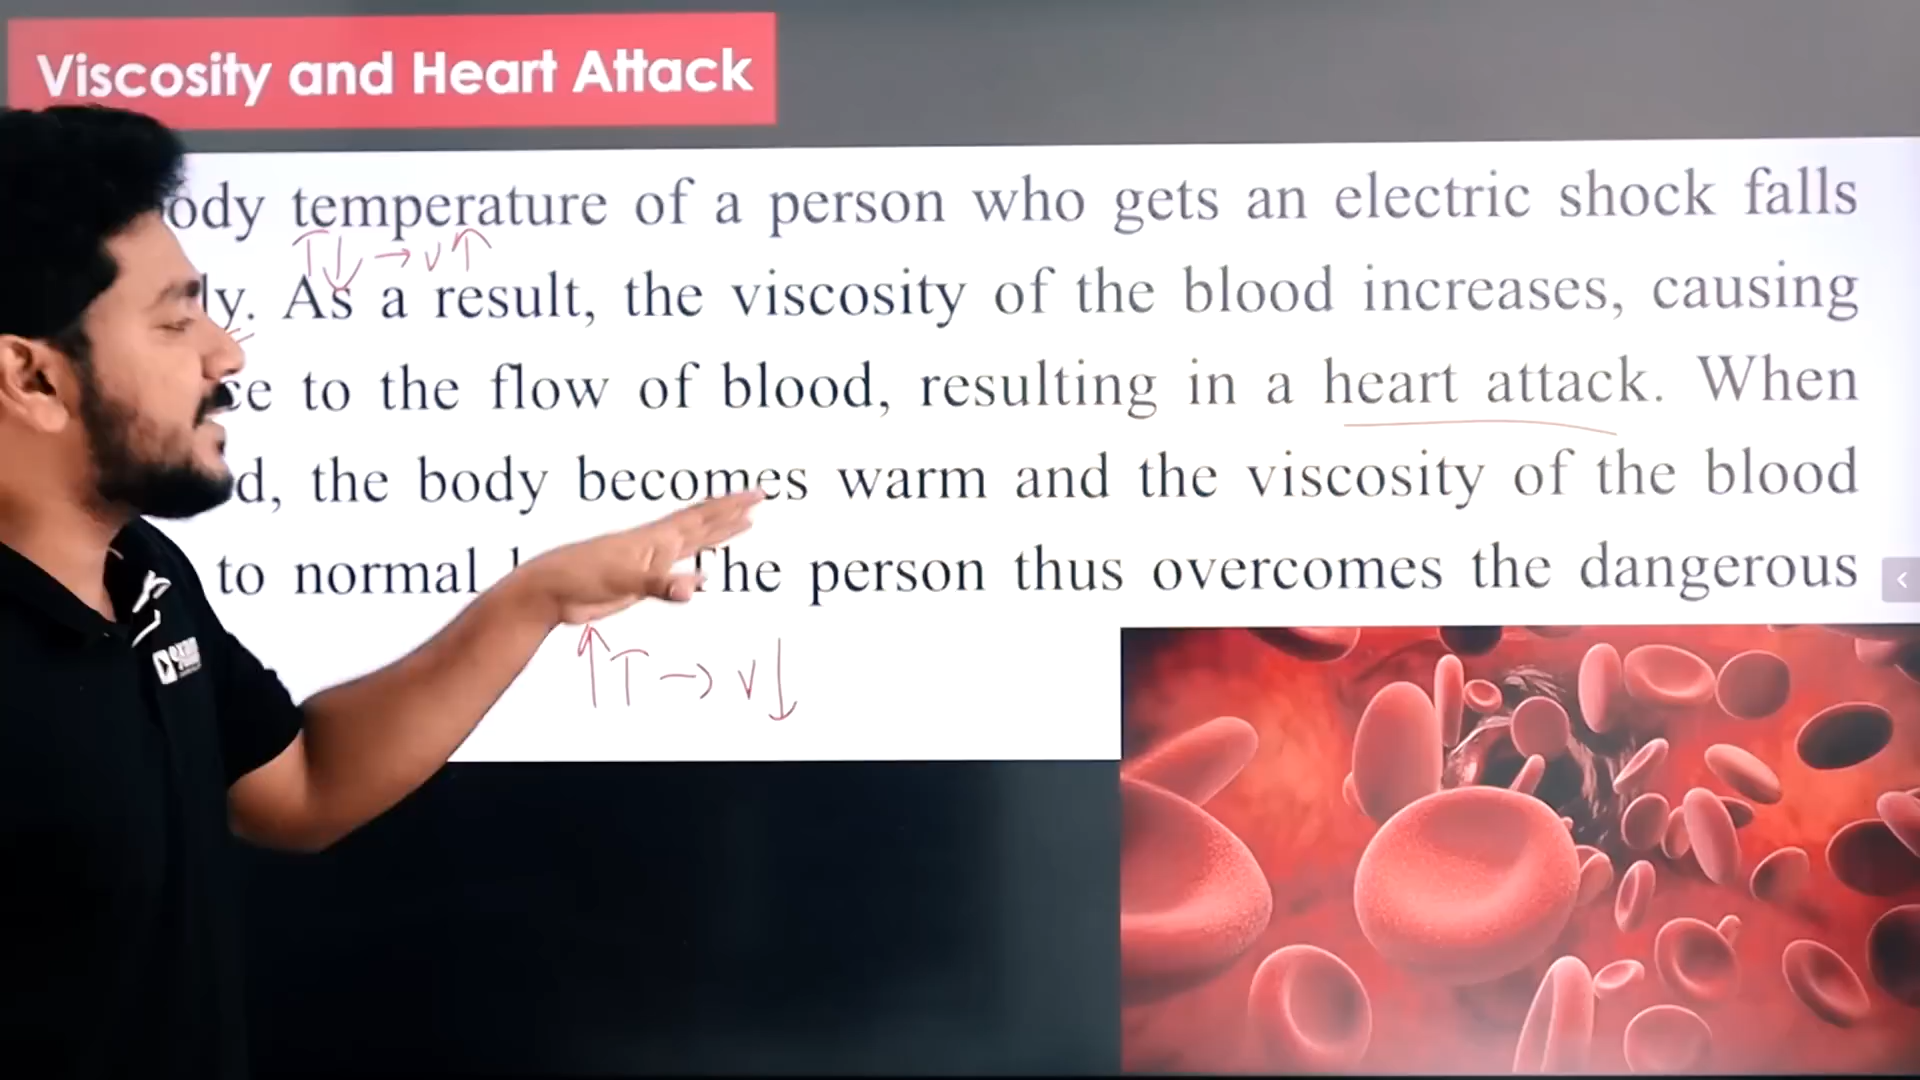 Viscosity and Heart Attack
ody temperature of a person who gets an electric shock falls
T↓ → v↑
ly. As a result, the viscosity of the blood increases, causing
ce to the flow of blood, resulting in a heart attack. When
d, the body becomes warm and the viscosity of the blood
to normal The person thus overcomes the dangerous
↑T → v↓